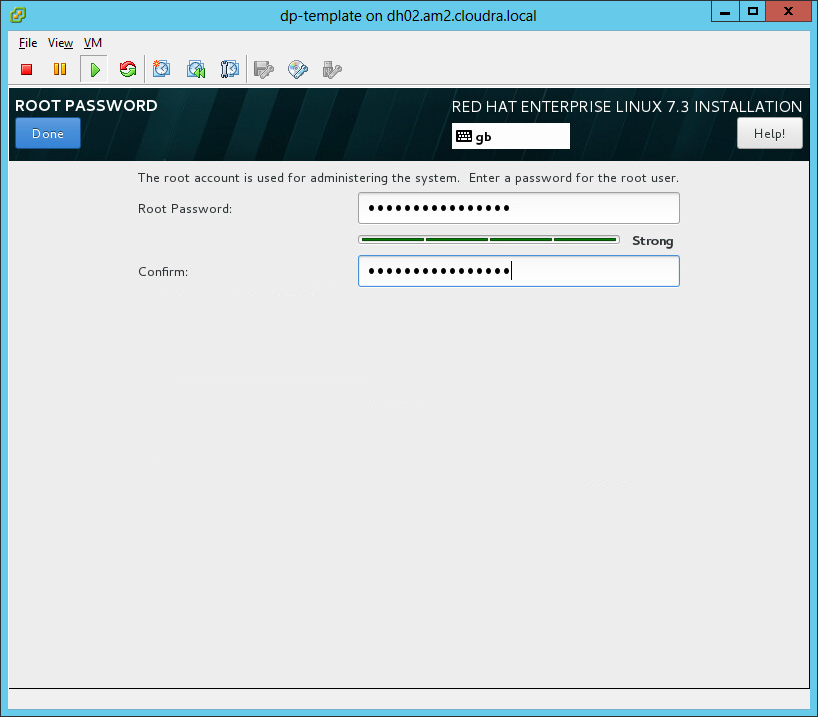 dp-template on dh02.am2.cloudra.local
File View VM
ROOT PASSWORD
RED HAT ENTERPRISE LINUX 7.3 INSTALLATION
Done
gb
Help!
The root account is used for administering the system. Enter a password for the root user.
Root Password: ••••••••••••••••
Strong
Confirm: ••••••••••••••••